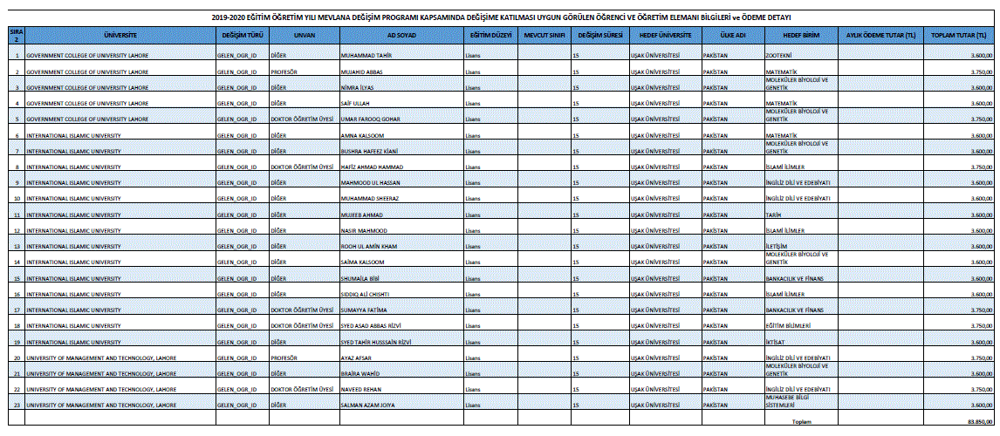 2019-2020 EĞİTİM ÖĞRETİM YILI MEVLANA DEĞİŞİM PROGRAMI KAPSAMINDA DEĞİŞİME KATILMASI UYGUN GÖRÜLEN ÖĞRENCİ VE ÖĞRETİM ELEMANI BİLGİLERİ ve ÖDEME DETAYI
SIRA 2 ÜNİVERSİTE DEĞİŞİM TÜRÜ UNVAN AD SOYAD EĞİTİM DÜZEYİ MEVCUT SINIFI DEĞİŞİM SÜRESİ HEDEF ÜNİVERSİTE ÜLKE ADI HEDEF BİRİM AYLIK ÖDEME TUTAR (TL) TOPLAM TUTAR (TL)
1 GOVERNMENT COLLEGE OF UNIVERSITY LAHORE GELEN_OGR_ID DİĞER MUHAMMAD TAHİR Lisans 15 UŞAK ÜNİVERSİTESİ PAKİSTAN ZOOTEKNİ 3.600,00
2 GOVERNMENT COLLEGE OF UNIVERSITY LAHORE GELEN_OGR_ID PROFESÖR MUJAHID ABBAS Lisans 15 UŞAK ÜNİVERSİTESİ PAKİSTAN MATEMATİK 3.750,00
3 GOVERNMENT COLLEGE OF UNIVERSITY LAHORE GELEN_OGR_ID DİĞER NİMRA İLYAS Lisans 15 UŞAK ÜNİVERSİTESİ PAKİSTAN MOLEKÜLER BİYOLOJİ VE GENETİK 3.600,00
4 GOVERNMENT COLLEGE OF UNIVERSITY LAHORE GELEN_OGR_ID DİĞER SAİF ULLAH Lisans 15 UŞAK ÜNİVERSİTESİ PAKİSTAN MATEMATİK 3.600,00
5 GOVERNMENT COLLEGE OF UNIVERSITY LAHORE GELEN_OGR_ID DOKTOR ÖĞRETİM ÜYESİ UMAR FAROOQ GOHAR Lisans 15 UŞAK ÜNİVERSİTESİ PAKİSTAN MOLEKÜLER BİYOLOJİ VE GENETİK 3.750,00
6 INTERNATIONAL ISLAMIC UNIVERSITY GELEN_OGR_ID DİĞER AMNA KALSOOM Lisans 15 UŞAK ÜNİVERSİTESİ PAKİSTAN MATEMATİK 3.600,00
7 INTERNATIONAL ISLAMIC UNIVERSITY GELEN_OGR_ID DİĞER BUSHRA HAFEEZ KİANİ Lisans 15 UŞAK ÜNİVERSİTESİ PAKİSTAN MOLEKÜLER BİYOLOJİ VE GENETİK 3.600,00
8 INTERNATIONAL ISLAMIC UNIVERSITY GELEN_OGR_ID DOKTOR ÖĞRETİM ÜYESİ HAFİZ AHMAD HAMMAD Lisans 15 UŞAK ÜNİVERSİTESİ PAKİSTAN İSLAMİ İLİMLER 3.750,00
9 INTERNATIONAL ISLAMIC UNIVERSITY GELEN_OGR_ID DİĞER MAHMOOD UL HASSAN Lisans 15 UŞAK ÜNİVERSİTESİ PAKİSTAN İNGİLİZ DİLİ VE EDEBİYATI 3.600,00
10 INTERNATIONAL ISLAMIC UNIVERSITY GELEN_OGR_ID DİĞER MUHAMMAD SHEERAZ Lisans 15 UŞAK ÜNİVERSİTESİ PAKİSTAN İNGİLİZ DİLİ VE EDEBİYATI 3.600,00
11 INTERNATIONAL ISLAMIC UNIVERSITY GELEN_OGR_ID DİĞER MUJEEB AHMAD Lisans 15 UŞAK ÜNİVERSİTESİ PAKİSTAN TARİH 3.600,00
12 INTERNATIONAL ISLAMIC UNIVERSITY GELEN_OGR_ID DİĞER NASIR MAHMOOD Lisans 15 UŞAK ÜNİVERSİTESİ PAKİSTAN İSLAMİ İLİMLER 3.600,00
13 INTERNATIONAL ISLAMIC UNIVERSITY GELEN_OGR_ID DİĞER ROOH UL AMIN KHAM Lisans 15 UŞAK ÜNİVERSİTESİ PAKİSTAN İLETİŞİM 3.600,00
14 INTERNATIONAL ISLAMIC UNIVERSITY GELEN_OGR_ID DİĞER SAİMA KALSOOM Lisans 15 UŞAK ÜNİVERSİTESİ PAKİSTAN MOLEKÜLER BİYOLOJİ VE GENETİK 3.600,00
15 INTERNATIONAL ISLAMIC UNIVERSITY GELEN_OGR_ID DİĞER SHUMAİLA BİBİ Lisans 15 UŞAK ÜNİVERSİTESİ PAKİSTAN BANKACILIK VE FİNANS 3.600,00
16 INTERNATIONAL ISLAMIC UNIVERSITY GELEN_OGR_ID DİĞER SIDDIQ ALİ CHISHTI Lisans 15 UŞAK ÜNİVERSİTESİ PAKİSTAN İSLAMİ İLİMLER 3.600,00
17 INTERNATIONAL ISLAMIC UNIVERSITY GELEN_OGR_ID DOKTOR ÖĞRETİM ÜYESİ SUMAYYA FATİMA Lisans 15 UŞAK ÜNİVERSİTESİ PAKİSTAN BANKACILIK VE FİNANS 3.750,00
18 INTERNATIONAL ISLAMIC UNIVERSITY GELEN_OGR_ID DOKTOR ÖĞRETİM ÜYESİ SYED ASAD ABBAS RİZVİ Lisans 15 UŞAK ÜNİVERSİTESİ PAKİSTAN EĞİTİM BİLİMLERİ 3.750,00
19 INTERNATIONAL ISLAMIC UNIVERSITY GELEN_OGR_ID DİĞER SYED TAHIR HUSSSAİN RİZVİ Lisans 15 UŞAK ÜNİVERSİTESİ PAKİSTAN İKTİSAT 3.600,00
20 UNIVERSITY OF MANAGEMENT AND TECHNOLOGY, LAHORE GELEN_OGR_ID PROFESÖR AYAZ AFSAR Lisans 15 UŞAK ÜNİVERSİTESİ PAKİSTAN İNGİLİZ DİLİ VE EDEBİYATI 3.750,00
21 UNIVERSITY OF MANAGEMENT AND TECHNOLOGY, LAHORE GELEN_OGR_ID DİĞER BRAİRA WAHİD Lisans 15 UŞAK ÜNİVERSİTESİ PAKİSTAN MOLEKÜLER BİYOLOJİ VE GENETİK 3.600,00
22 UNIVERSITY OF MANAGEMENT AND TECHNOLOGY, LAHORE GELEN_OGR_ID DOKTOR ÖĞRETİM ÜYESİ NAVEED REHAN Lisans 15 UŞAK ÜNİVERSİTESİ PAKİSTAN İNGİLİZ DİLİ VE EDEBİYATI 3.750,00
23 UNIVERSITY OF MANAGEMENT AND TECHNOLOGY, LAHORE GELEN_OGR_ID DİĞER SALMAN AZAM JOIYA Lisans 15 UŞAK ÜNİVERSİTESİ PAKİSTAN MUHASEBE BİLGİ SİSTEMLERİ 3.600,00
Toplam 83.850,00